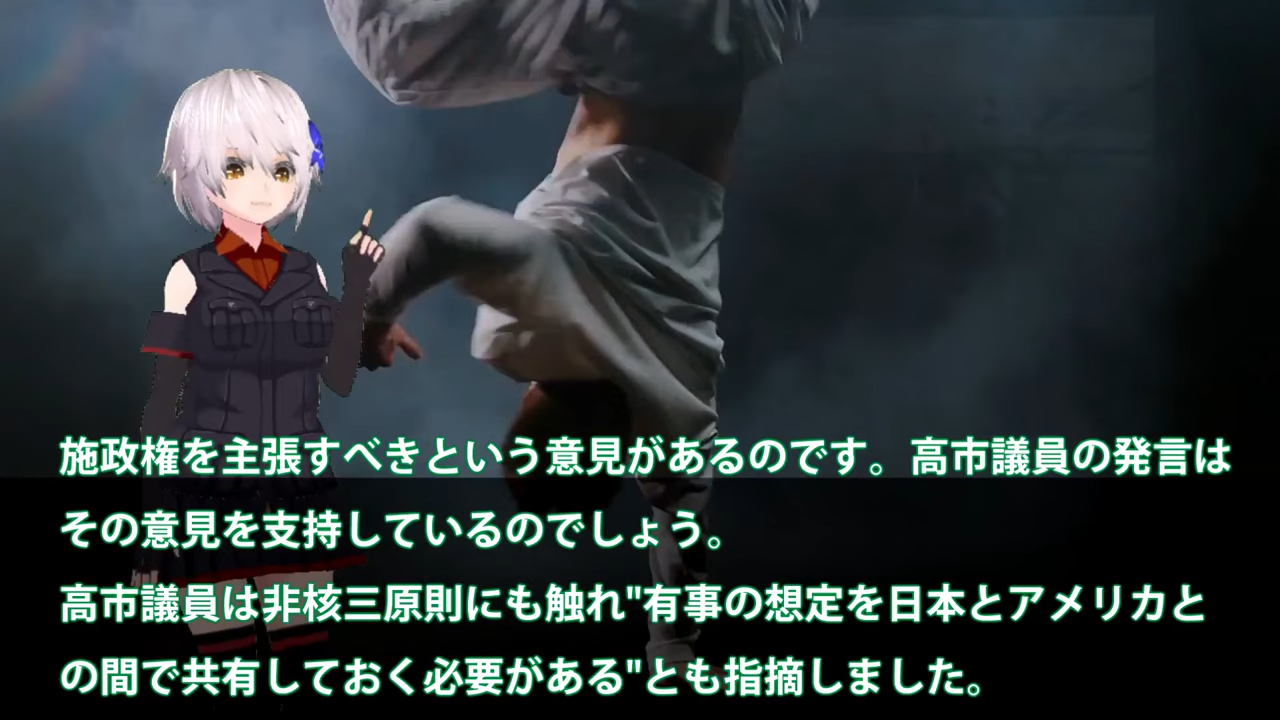 施政権を主張すべきという意見があるのです。高市議員の発言は
その意見を支持しているのでしょう。
高市議員は非核三原則にも触れ"有事の想定を日本とアメリカと
の間で共有しておく必要がある"とも指摘しました。